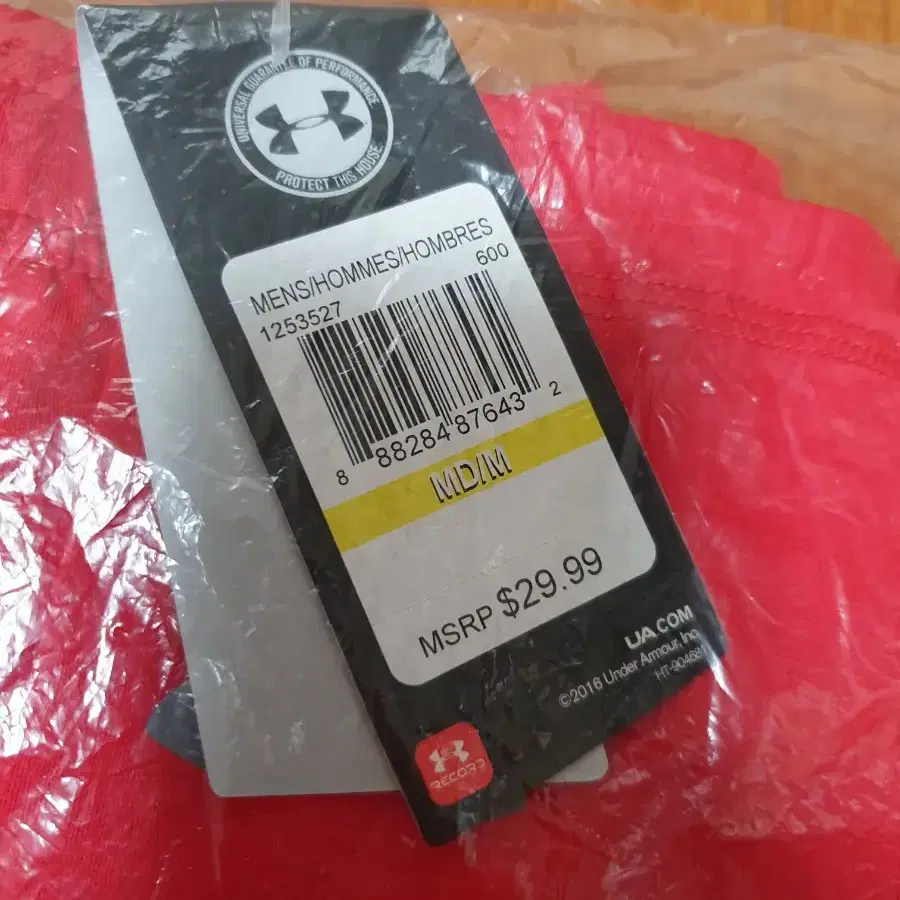 UNIVERSAL GUARANTEE OF PERFORMANCE
PROTECT THIS HOUSE.
MENS/HOMMES/HOMBRES
1253527 600
8 88284 87643 2
MD/M
MSRP $29.99
UA.COM
©2016 Under Armour, Inc.
RECORD